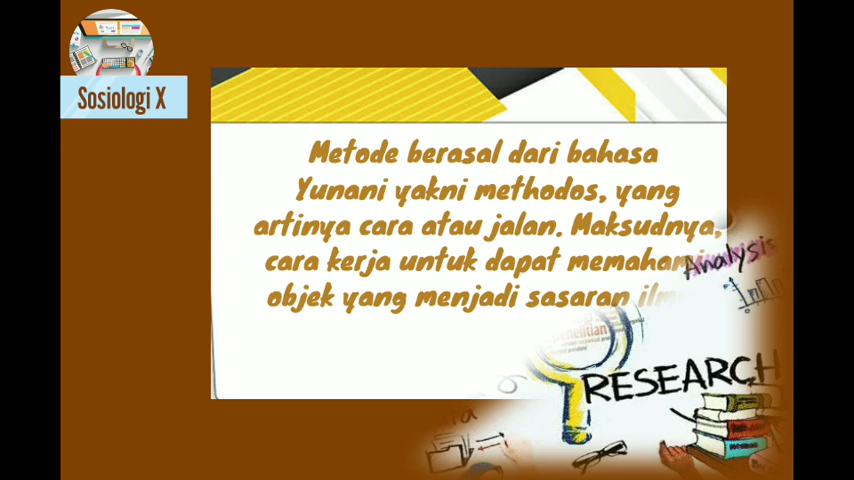 Sosiologi X
Metode berasal dari bahasa
Yunani yakni methodos, yang
artinya cara atau jalan. Maksudnya,
cara kerja untuk dapat memahami
objek yang menjadi sasaran
Analysis
penelitian
RESEARCH